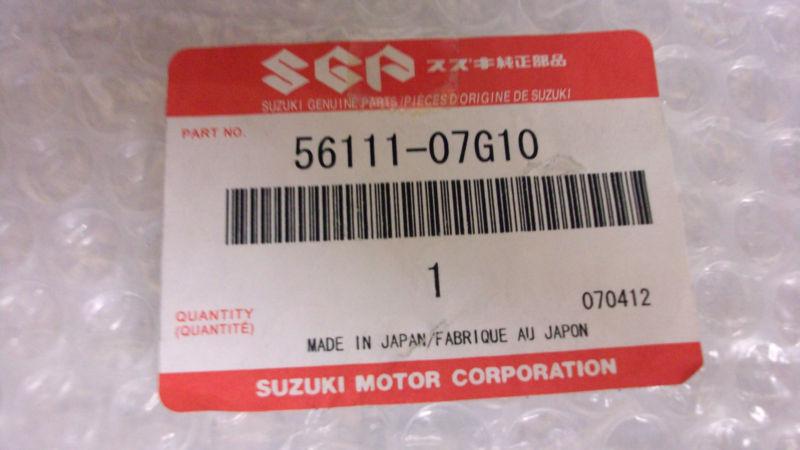 SGP スズキ純正部品
SUZUKI GENUINE PARTS/PIÈCES D'ORIGINE DE SUZUKI
PART NO.
56111-07G10
1
070412
QUANTITY
(QUANTITÉ)
MADE IN JAPAN/FABRIQUE AU JAPON
SUZUKI MOTOR CORPORATION